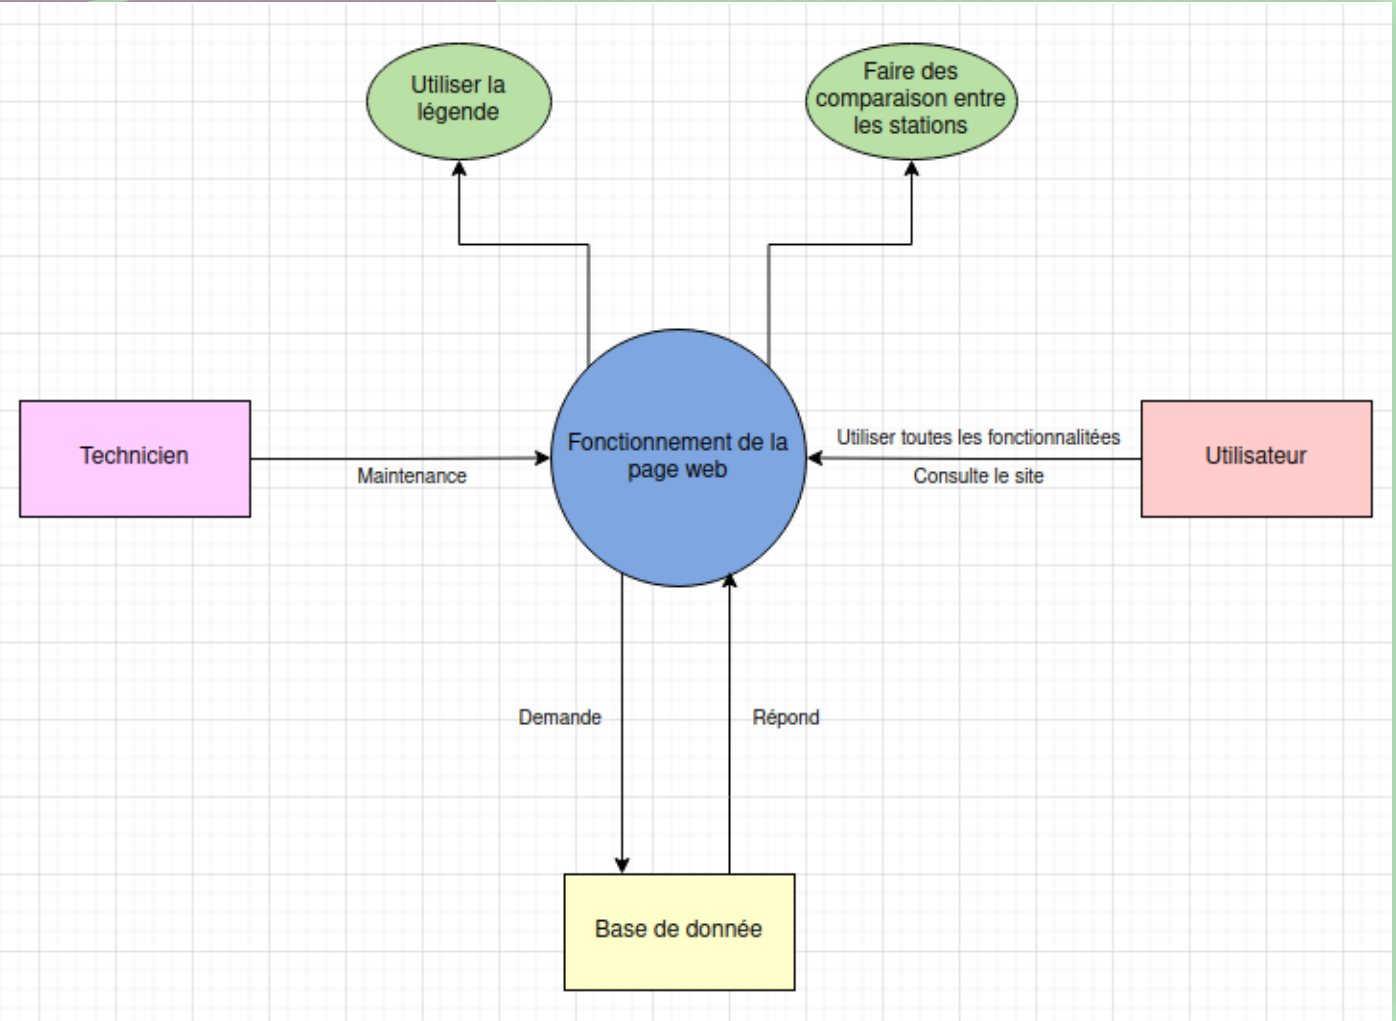 Utiliser la
légende
Faire des
comparaison entre
les stations
Technicien
Maintenance
Fonctionnement de la
page web
Utiliser toutes les fonctionnalitées
Consulte le site
Utilisateur
Demande
Répond
Base de donnée